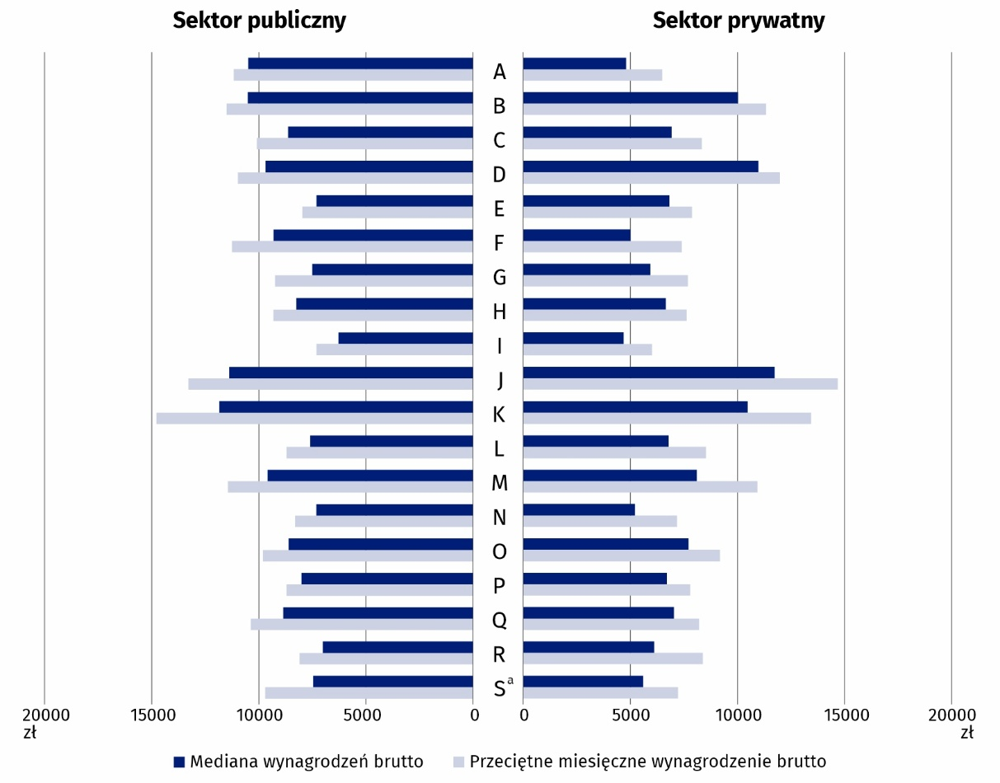 Sektor publiczny
Sektor prywatny
A
B
C
D
E
F
G
H
I
J
K
L
M
N
O
P
Q
R
Sᵃ
20000 15000 10000 5000 0 0 5000 10000 15000 20000
zł zł
Mediana wynagrodzeń brutto Przeciętne miesięczne wynagrodzenie brutto